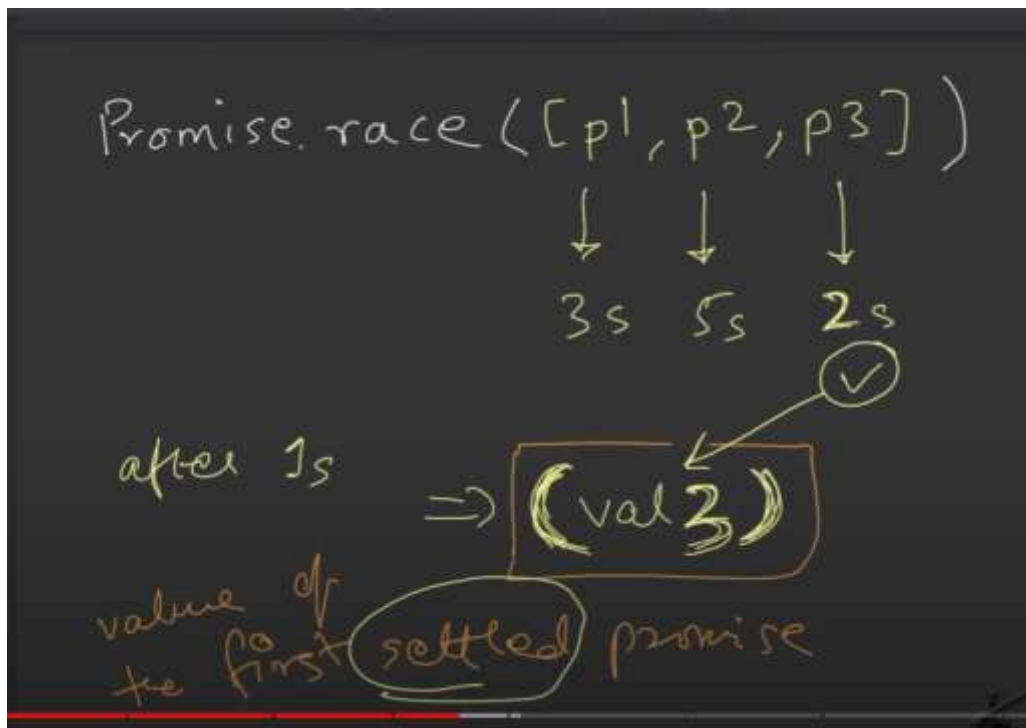 Promise.race([p1, p2, p3])
3s 5s 2s
after 1s
=> (val3)
value of
the first settled promise